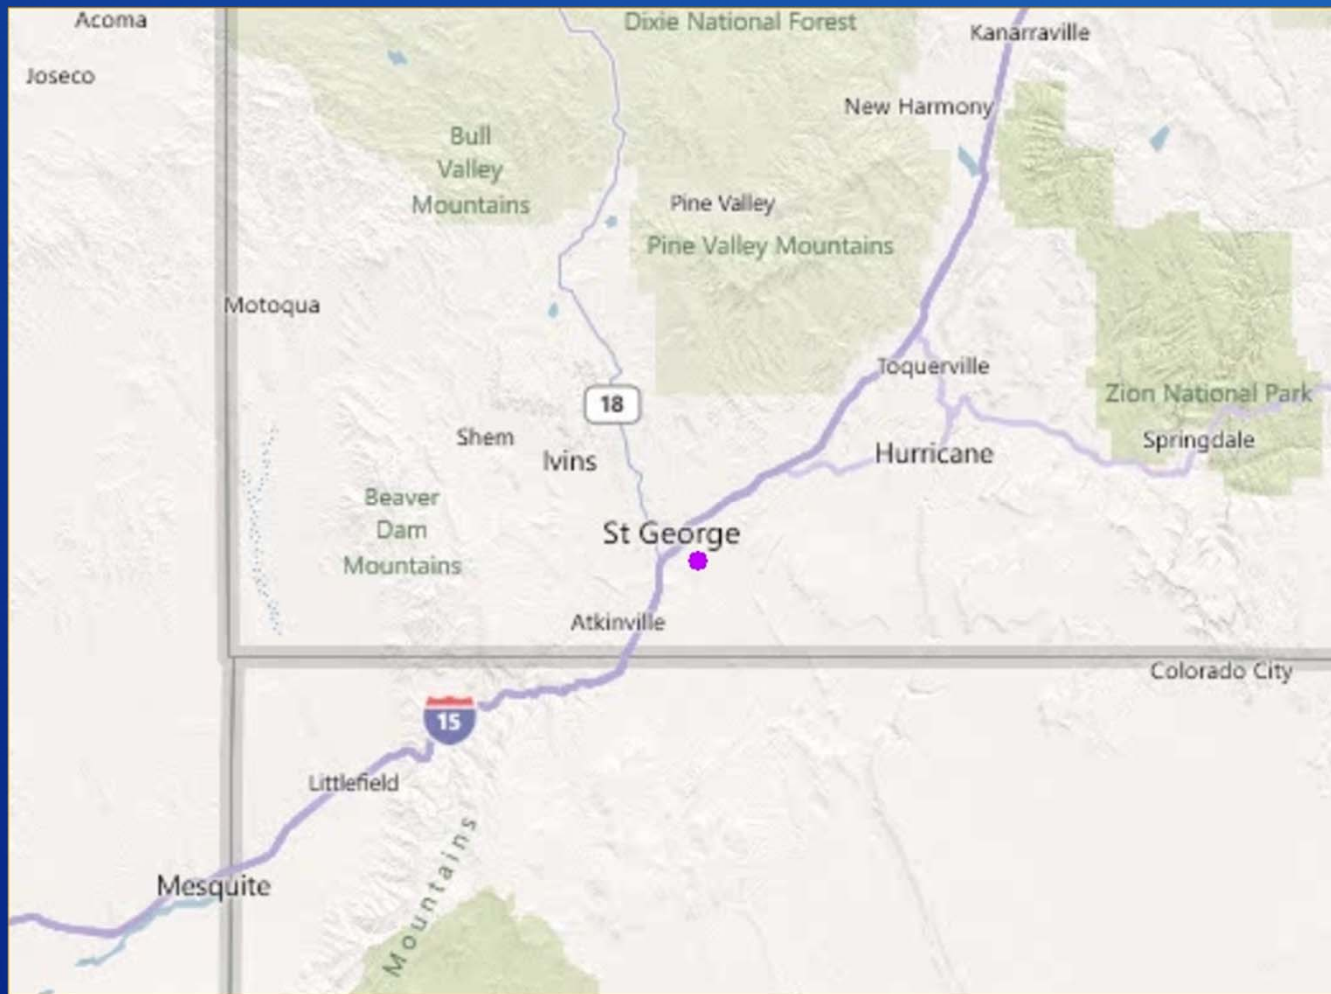 Acoma
Dixie National Forest
Kanarraville
Joseco
New Harmony
Bull
Valley
Mountains
Pine Valley
Pine Valley Mountains
Motoqua
Toquerville
Zion National Park
18
Shem
Ivins
Hurricane
Springdale
Beaver
Dam
Mountains
St George
Atkinville
Colorado City
15
Littlefield
Mountains
Mesquite